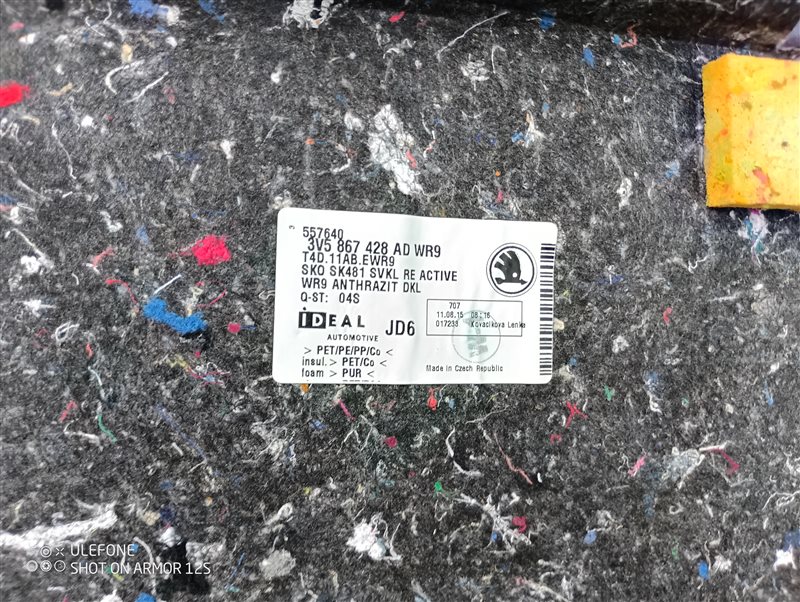 3
557640
3V5 867 428 AD WR9
T4D.11AB.EWR9
SKO SK481 SVKL RE ACTIVE
WR9 ANTHRAZIT DKL
Q-ST: 04S
707
11.08.15 08:16
017233 Kovacikova Lenka
iDEAL JD6
AUTOMOTIVE
> PET/PE/PP/Co <
insul.> PET/Co <
foam > PUR <
Made in Czech Republic
ULEFONE
SHOT ON ARMOR 12S